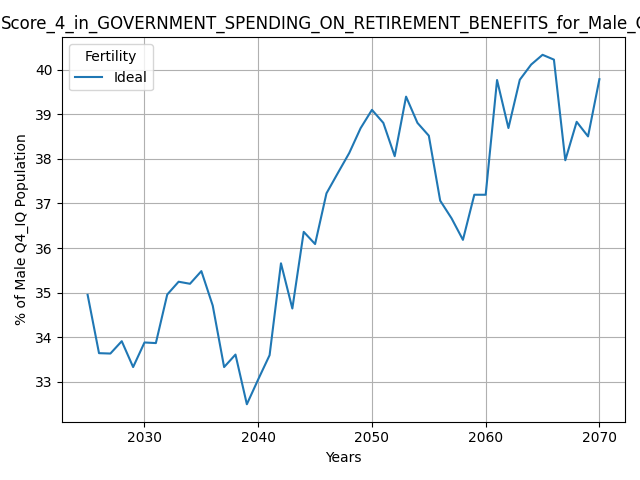 Score_4_in_GOVERNMENT_SPENDING_ON_RETIREMENT_BENEFITS_for_Male_
Fertility
Ideal
40
39
38
37
36
35
34
33
% of Male Q4_IQ Population
2030 2040 2050 2060 2070
Years